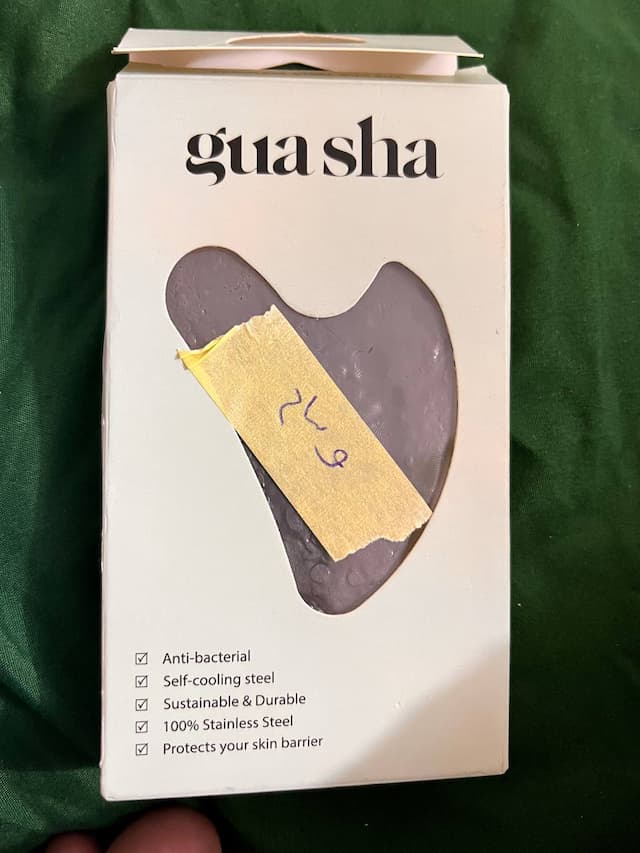 gua sha
☑ Anti-bacterial
☑ Self-cooling steel
☑ Sustainable & Durable
☑ 100% Stainless Steel
☑ Protects your skin barrier